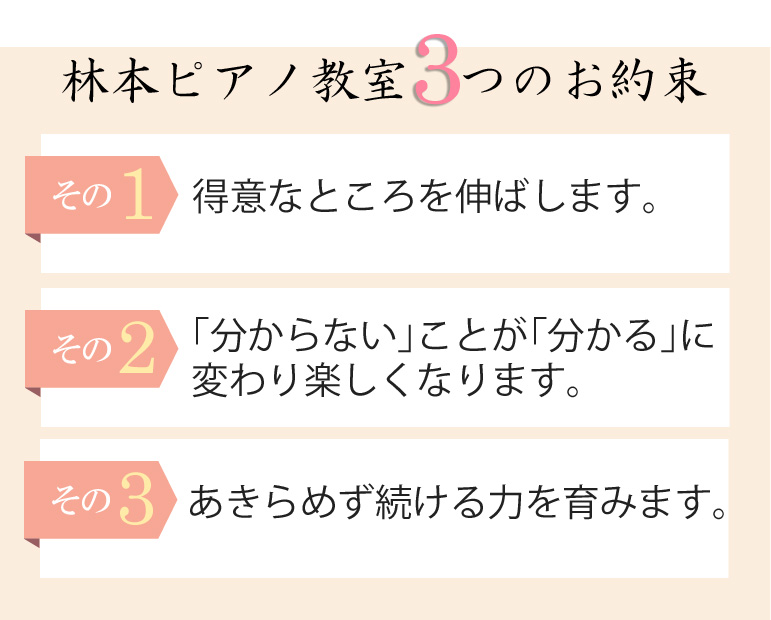 林本ピアノ教室3つのお約束
その1 得意なところを伸ばします。
その2 「分からない」ことが「分かる」に
変わり楽しくなります。
その3 あきらめず続ける力を育みます。